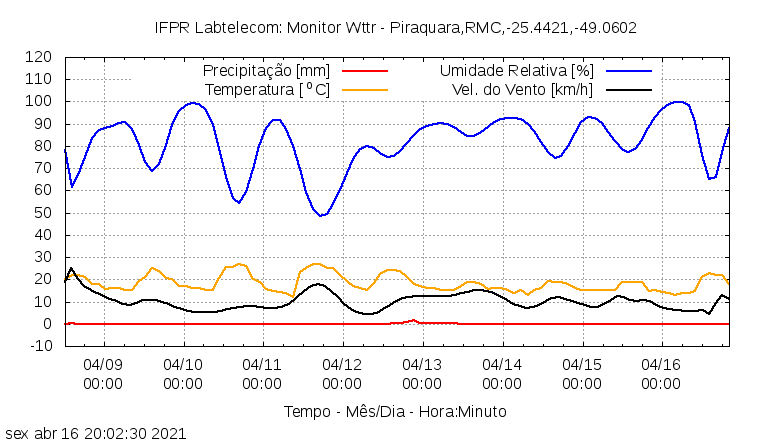 IFPR Labtelecom: Monitor Wttr - Piraquara,RMC,-25.4421,-49.0602
Precipitação [mm]
Temperatura [ ⁰C]
Umidade Relativa [%]
Vel. do Vento [km/h]
120
110
100
90
80
70
60
50
40
30
20
10
0
-10
04/09 04/10 04/11 04/12 04/13 04/14 04/15 04/16
00:00 00:00 00:00 00:00 00:00 00:00 00:00 00:00
Tempo - Mês/Dia - Hora:Minuto
sex abr 16 20:02:30 2021